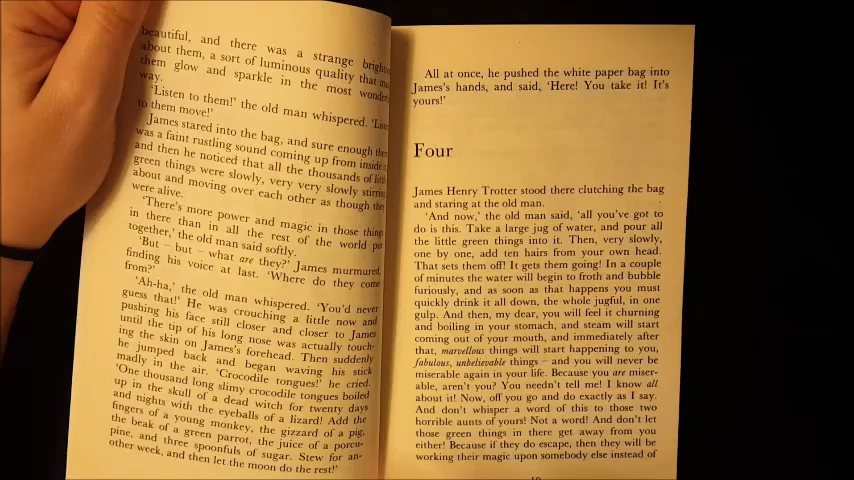 beautiful, and there was a strange
about them, a sort of luminous quality that
them glow and sparkle in the most
way.
'Listen to them!' the old man whispered.
to them move!'
James stared into the bag, and sure enough
was a faint rustling sound coming up from inside
and then he noticed that all the thousands of
green things were slowly, very very slowly
about and moving over each other as though they
were alive.
'There's more power and magic in those things
in there than in all the rest of the world put
together,' the old man said softly.
'But – but – what are they?' James murmured,
finding his voice at last. 'Where do they come
from?'
'Ah-ha,' the old man whispered. 'You'd never
guess that!' He was crouching a little now and
pushing his face still closer and closer to James
until the tip of his long nose was actually touch-
ing the skin on James's forehead. Then suddenly
he jumped back and began waving his stick
madly in the air. 'Crocodile tongues!' he cried.
'One thousand long slimy crocodile tongues boiled
up in the skull of a dead witch for twenty days
and nights with the eyeballs of a lizard! Add the
fingers of a young monkey, the gizzard of a pig,
the beak of a green parrot, the juice of a porcu-
pine, and three spoonfuls of sugar. Stew for an-
other week, and then let the moon do the rest!'
All at once, he pushed the white paper bag into
James's hands, and said, 'Here! You take it! It's
yours!'
Four
James Henry Trotter stood there clutching the bag
and staring at the old man.
'And now,' the old man said, 'all you've got to
do is this. Take a large jug of water, and pour all
the little green things into it. Then, very slowly,
one by one, add ten hairs from your own head.
That sets them off! It gets them going! In a couple
of minutes the water will begin to froth and bubble
furiously, and as soon as that happens you must
quickly drink it all down, the whole jugful, in one
gulp. And then, my dear, you will feel it churning
and boiling in your stomach, and steam will start
coming out of your mouth, and immediately after
that, marvellous things will start happening to you,
fabulous, unbelievable things – and you will never be
miserable again in your life. Because you are miser-
able, aren't you? You needn't tell me! I know all
about it! Now, off you go and do exactly as I say.
And don't whisper a word of this to those two
horrible aunts of yours! Not a word! And don't let
those green things in there get away from you
either! Because if they do escape, then they will be
working their magic upon somebody else instead of